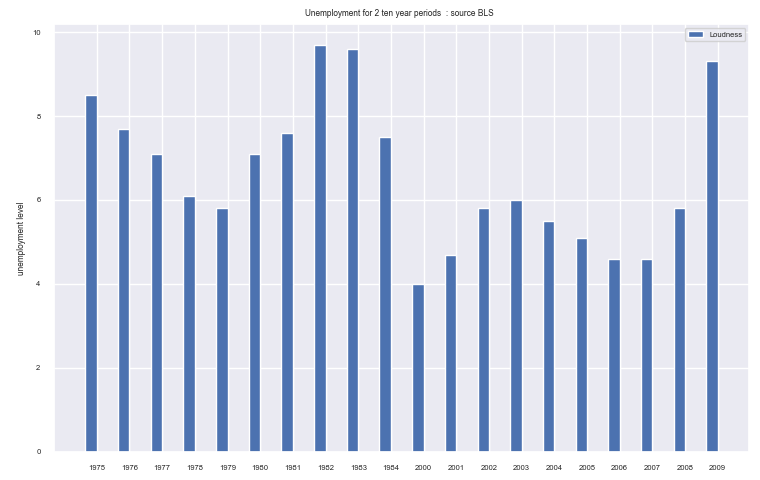 Unemployment for 2 ten year periods : source BLS
Loudness
unemployment level
10
8
6
4
2
0
1975 1976 1977 1978 1979 1980 1981 1982 1983 1984 2000 2001 2002 2003 2004 2005 2006 2007 2008 2009